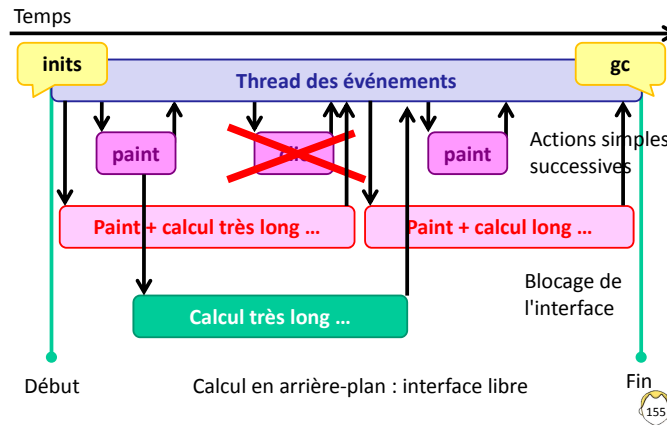 Temps
inits
gc
Thread des événements
paint
paint
Actions simples
successives
Paint + calcul très long ...
Paint + calcul long ...
Blocage de
l'interface
Calcul très long ...
Début
Calcul en arrière-plan : interface libre
Fin
155